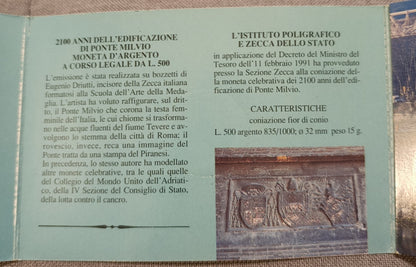 2100 ANNI DELL'EDIFICAZIONE
DI PONTE MILVIO
MONETA D'ARGENTO
A CORSO LEGALE DA L. 500
L'emissione è stata realizzata su bozzetti di
Eugenio Driutti, incisore della Zecca italiana
formatosi alla Scuola dell'Arte della Meda-
glia. L'artista ha voluto raffigurare, sul drit-
to, il Ponte Milvio che corona la testa fem-
minile dell'Italia, le cui chiome si trasforma-
no nelle acque fluenti del fiume Tevere e av-
volgono lo stemma della città di Roma; il
rovescio, invece, reca una immagine del
Ponte tratta da una stampa del Piranesi.
In precedenza, lo stesso autore ha modellato
altre monete celebrative, tra le quali quelle
del Collegio del Mondo Unito dell'Adriati-
co, della IV Sezione del Consiglio di Stato,
della lotta contro il cancro.
L'ISTITUTO POLIGRAFICO
E ZECCA DELLO STATO
in applicazione del Decreto del Ministro del
Tesoro dell'11 febbraio 1991 ha provveduto
presso la Sezione Zecca alla coniazione del-
la moneta celebrativa dei 2100 anni dell'edi-
ficazione di Ponte Milvio.
CARATTERISTICHE
coniazione fior di conio
L. 500 argento 835/1000; ø 32 mm peso 15 g.